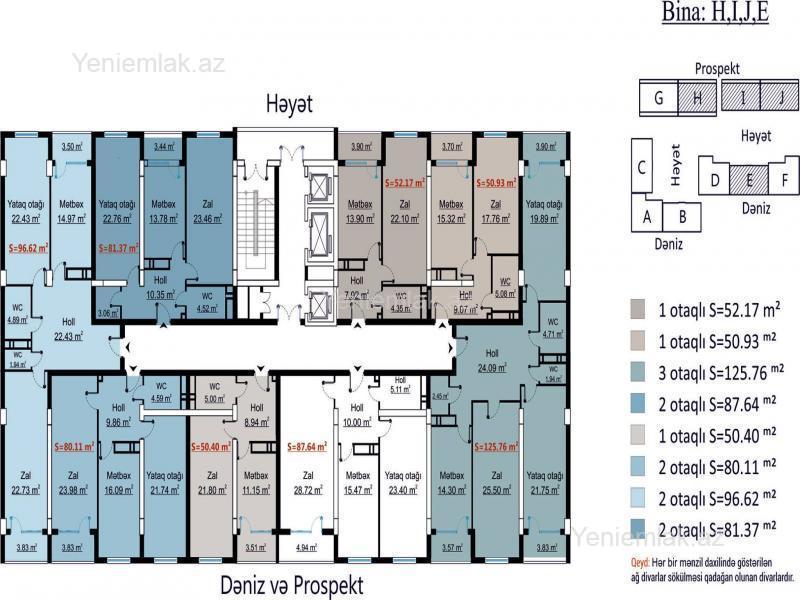 Bina: H,I,J,E
Yeniemlak.az
Prospekt
G
H
I
J
Həyət
C
Həyət
D
E
F
A
B
Dəniz
Dəniz
Həyət
3.50 m²
3.44 m²
3.90 m²
3.70 m²
3.90 m²
Yataq otağı
22.43 m²
Mətbəx
14.97 m²
Yataq otağı
22.76 m²
Mətbəx
13.78 m²
Zal
23.46 m²
S=52.17 m²
Mətbəx
13.90 m²
Zal
22.10 m²
S=50.93 m²
Mətbəx
15.32 m²
Zal
17.76 m²
Yataq otağı
19.89 m²
S=96.62 m²
S=81.37 m²
Holl
10.35 m²
WC
4.52 m²
3.06 m²
Holl
7.92 m²
WC
4.35 m²
Holl
9.07 m²
WC
5.08 m²
Yeniemlak.az
WC
4.89 m²
Holl
22.43 m²
WC
1.94 m²
Holl
24.09 m²
WC
4.71 m²
WC
1.94 m²
2.45 m²
WC
4.59 m²
WC
5.00 m²
Holl
5.11 m²
Holl
9.86 m²
Holl
8.94 m²
Holl
10.00 m²
S=80.11 m²
S=50.40 m²
S=87.64 m²
S=125.76 m²
Zal
22.73 m²
Zal
23.98 m²
Mətbəx
16.09 m²
Yataq otağı
21.74 m²
Zal
21.80 m²
Mətbəx
11.15 m²
Zal
28.72 m²
Mətbəx
15.47 m²
Yataq otağı
23.40 m²
Mətbəx
14.30 m²
Zal
25.50 m²
Yataq otağı
21.75 m²
3.83 m²
3.83 m²
3.51 m²
4.94 m²
3.57 m²
3.83 m²
Dəniz və Prospekt
1 otaqlı S=52.17 m²
1 otaqlı S=50.93 m²
3 otaqlı S=125.76 m²
2 otaqlı S=87.64 m²
1 otaqlı S=50.40 m²
2 otaqlı S=80.11 m²
2 otaqlı S=96.62 m²
2 otaqlı S=81.37 m²
Yeniemlak.az
Qeyd: Hər bir mənzil daxilində göstərilən
ağ divarlar sökülməsi qadağan olunan divarlardır.